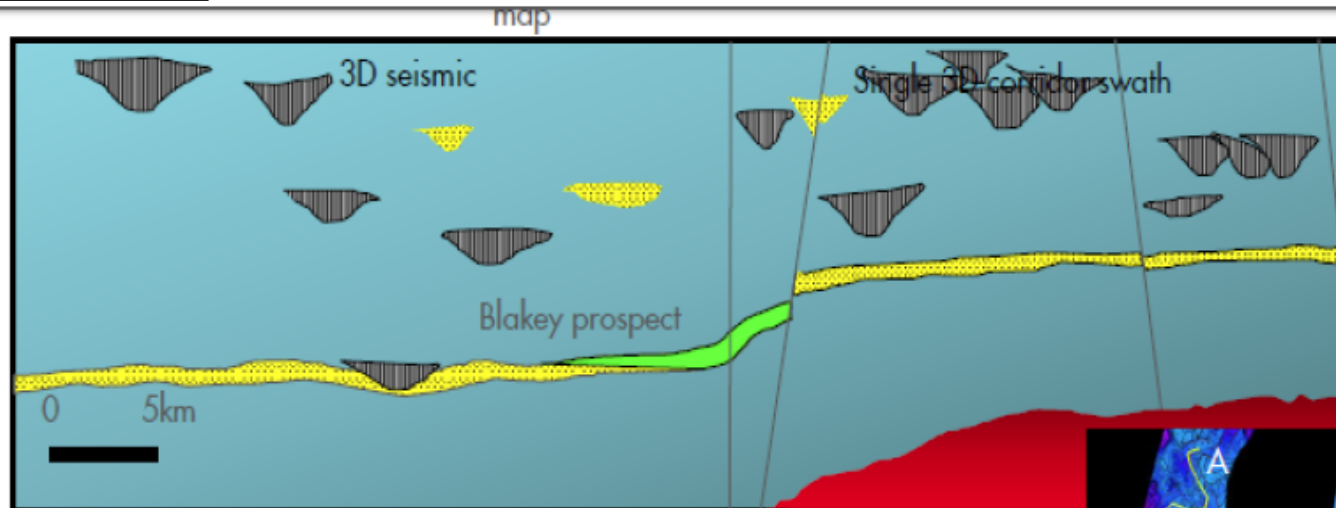 map
3D seismic
Single 3D corridor swath
Blakey prospect
0 5km
A